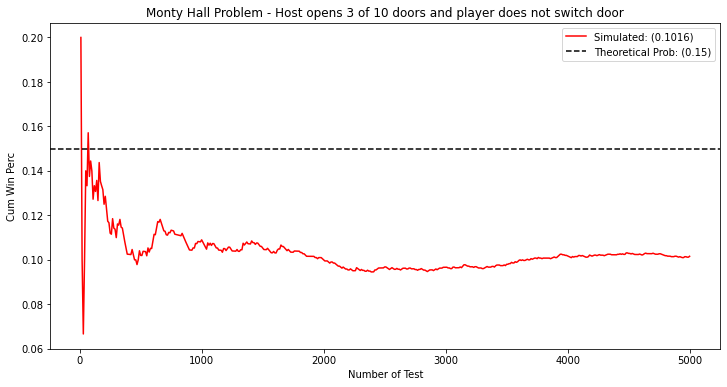 Monty Hall Problem - Host opens 3 of 10 doors and player does not switch door
Simulated: (0.1016)
Theoretical Prob: (0.15)
Cum Win Perc
0.20
0.18
0.16
0.14
0.12
0.10
0.08
0.06
0
1000
2000
3000
4000
5000
Number of Test